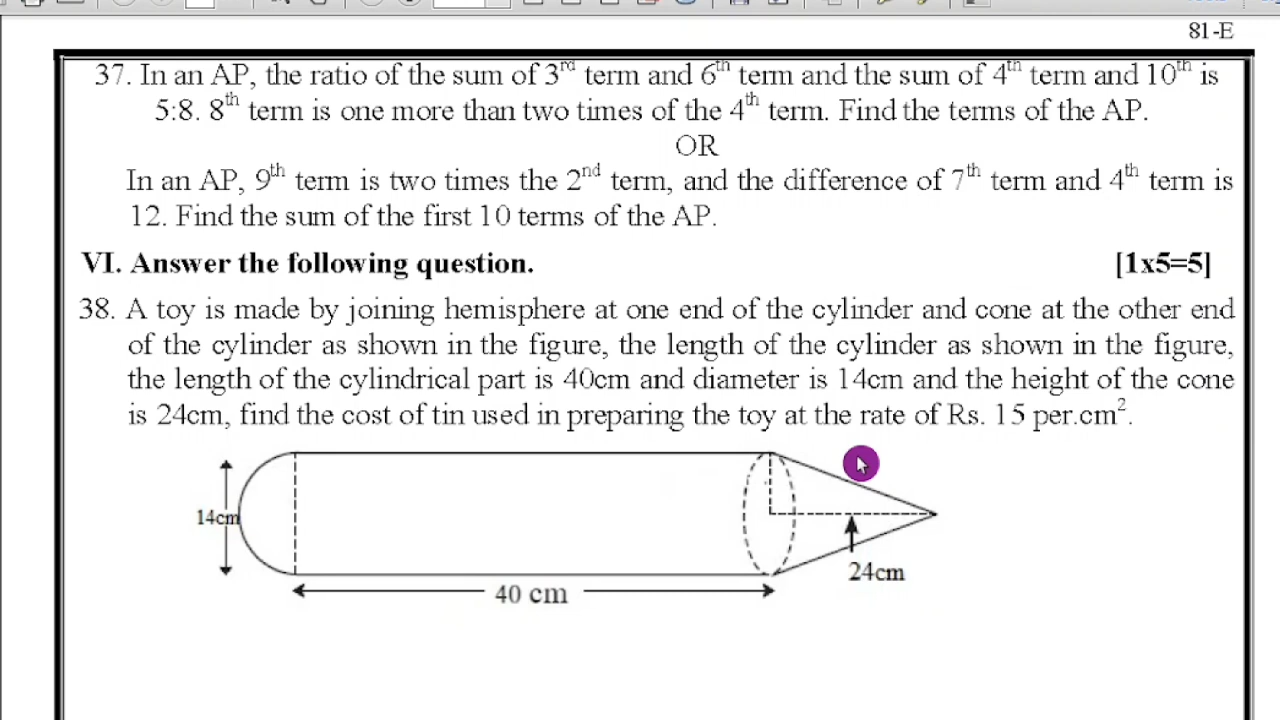 81-E
37. In an AP, the ratio of the sum of 3rd term and 6th term and the sum of 4th term and 10th is
5:8. 8th term is one more than two times of the 4th term. Find the terms of the AP.
OR
In an AP, 9th term is two times the 2nd term, and the difference of 7th term and 4th term is
12. Find the sum of the first 10 terms of the AP.
VI. Answer the following question. [1x5=5]
38. A toy is made by joining hemisphere at one end of the cylinder and cone at the other end
of the cylinder as shown in the figure, the length of the cylinder as shown in the figure,
the length of the cylindrical part is 40cm and diameter is 14cm and the height of the cone
is 24cm, find the cost of tin used in preparing the toy at the rate of Rs. 15 per.cm².
14cm
24cm
40 cm